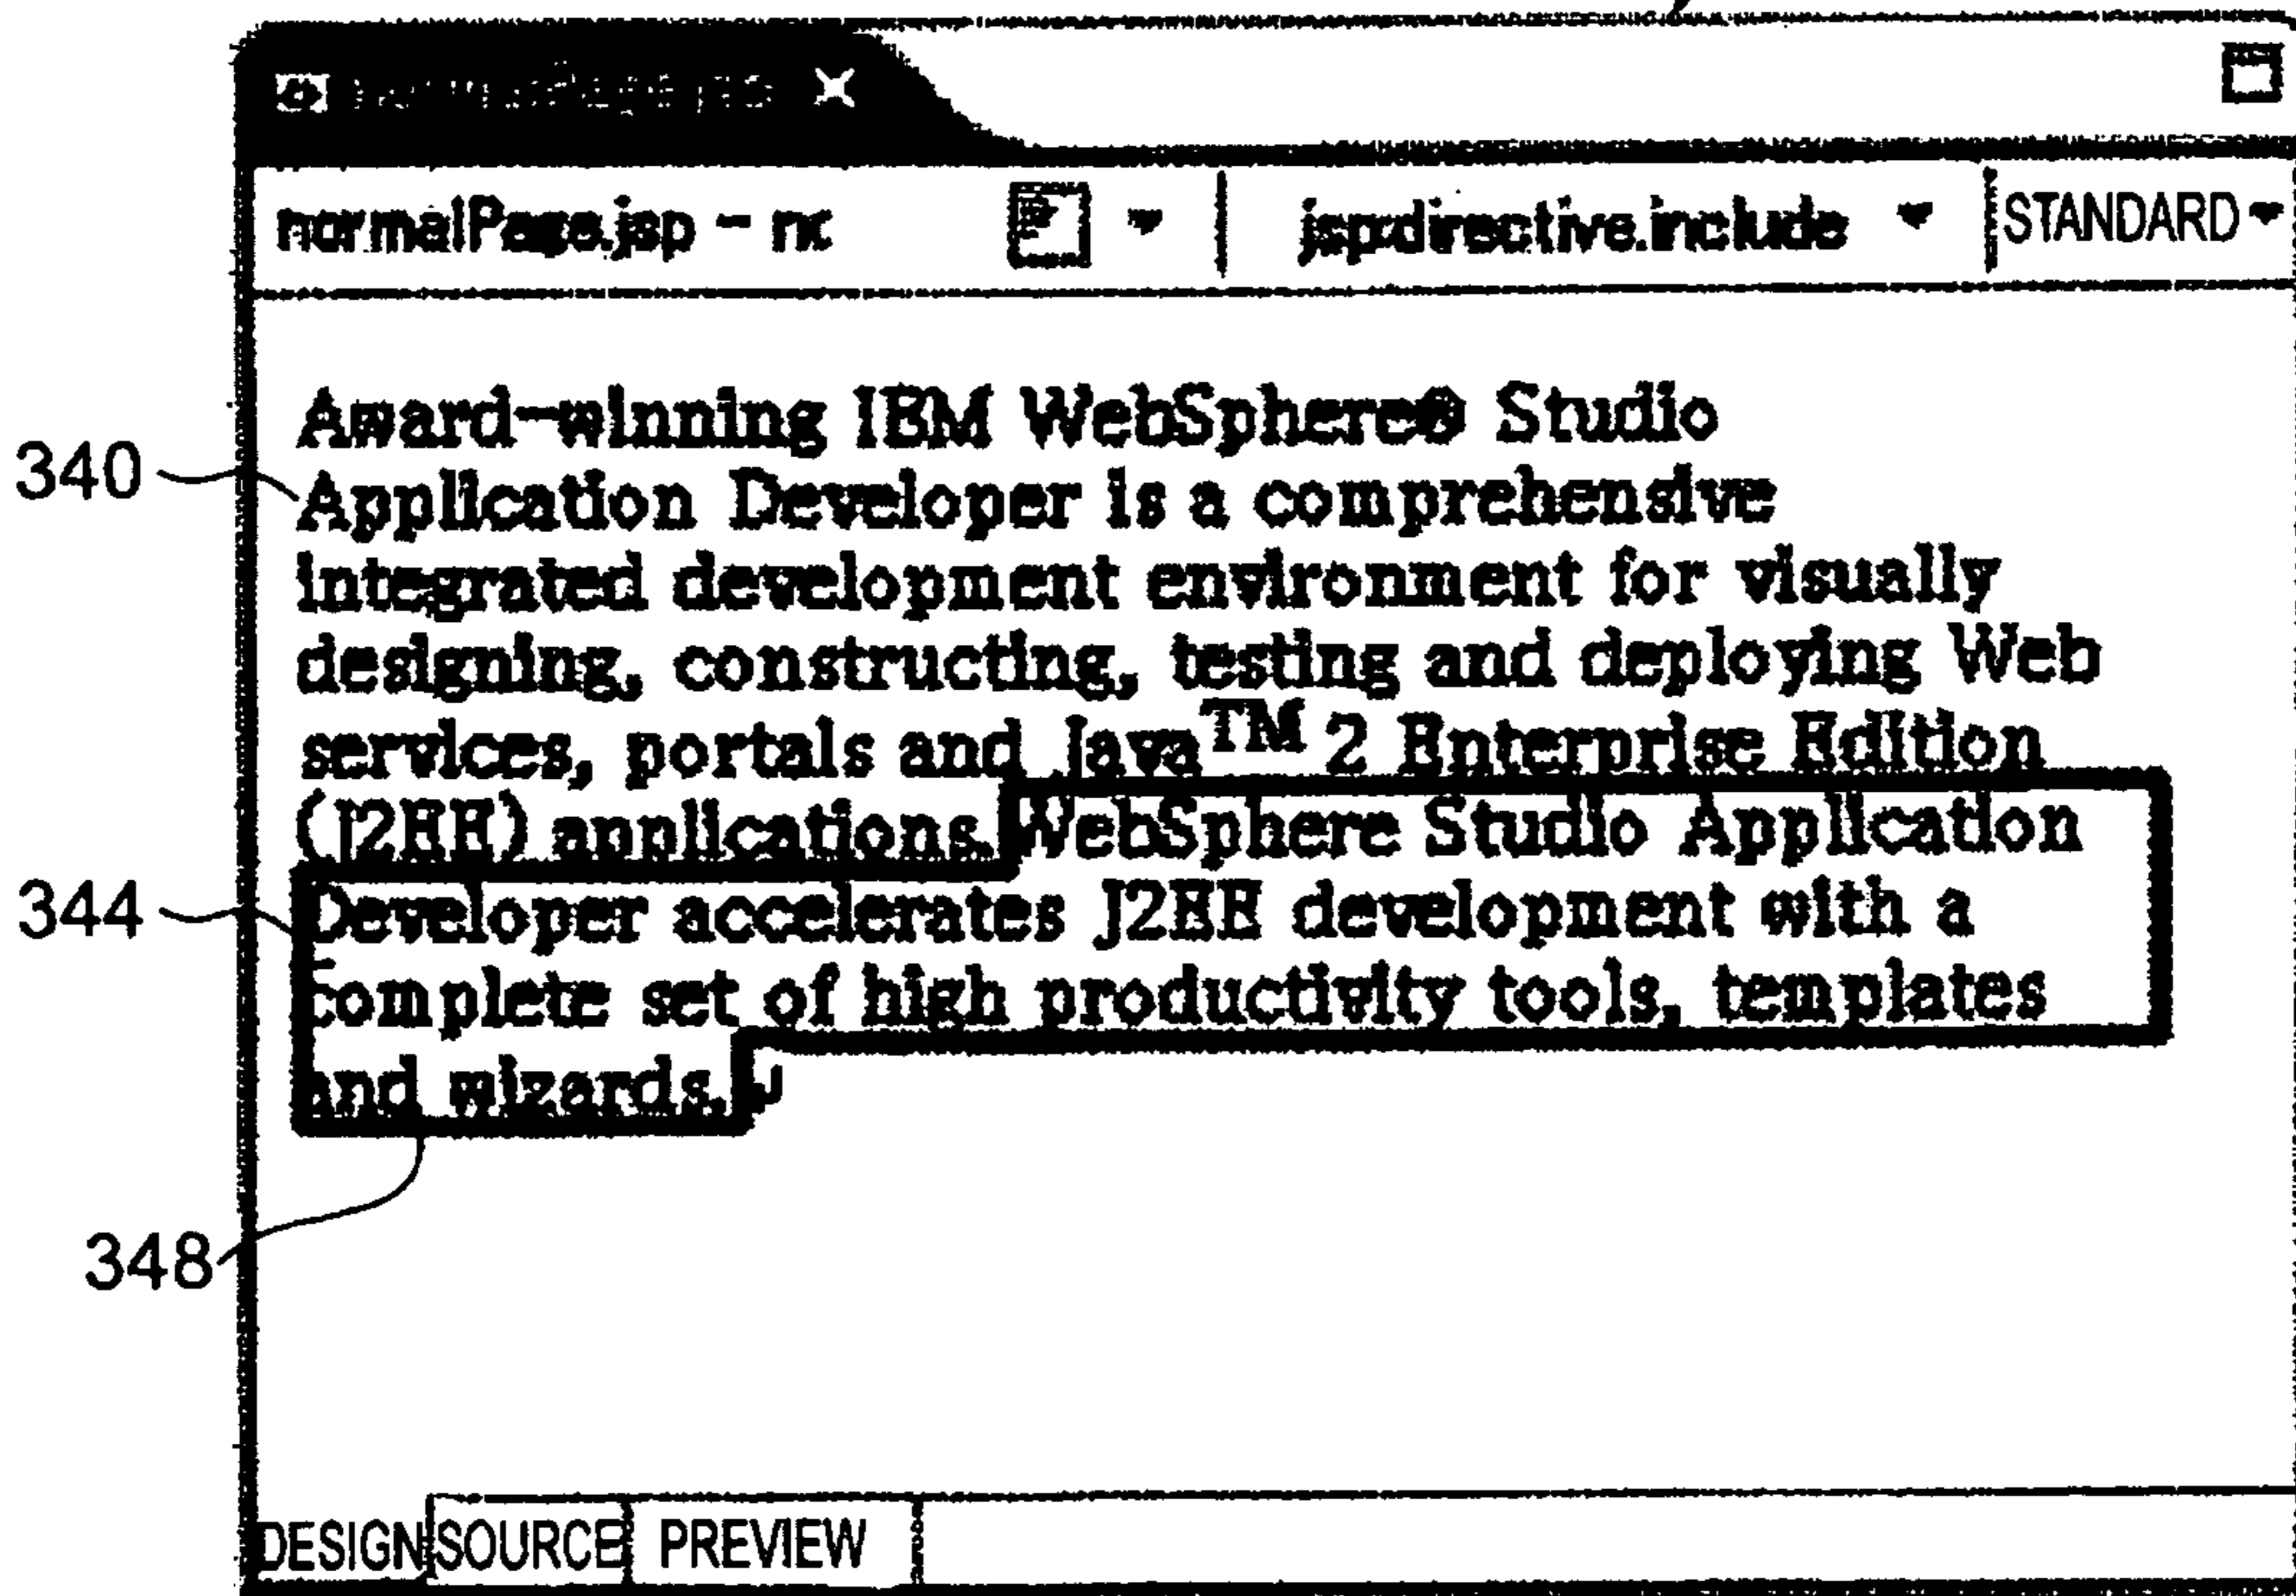 normalPage.jsp - nc jsp:directive.include STANDARD
Award-winning IBM WebSphere® Studio
340
Application Developer is a comprehensive
integrated development environment for visually
designing, constructing, testing and deploying Web
services, portals and Java™ 2 Enterprise Edition
(J2EE) applications. WebSphere Studio Application
344
Developer accelerates J2EE development with a
complete set of high productivity tools, templates
and wizards.
348
DESIGN SOURCE PREVIEW